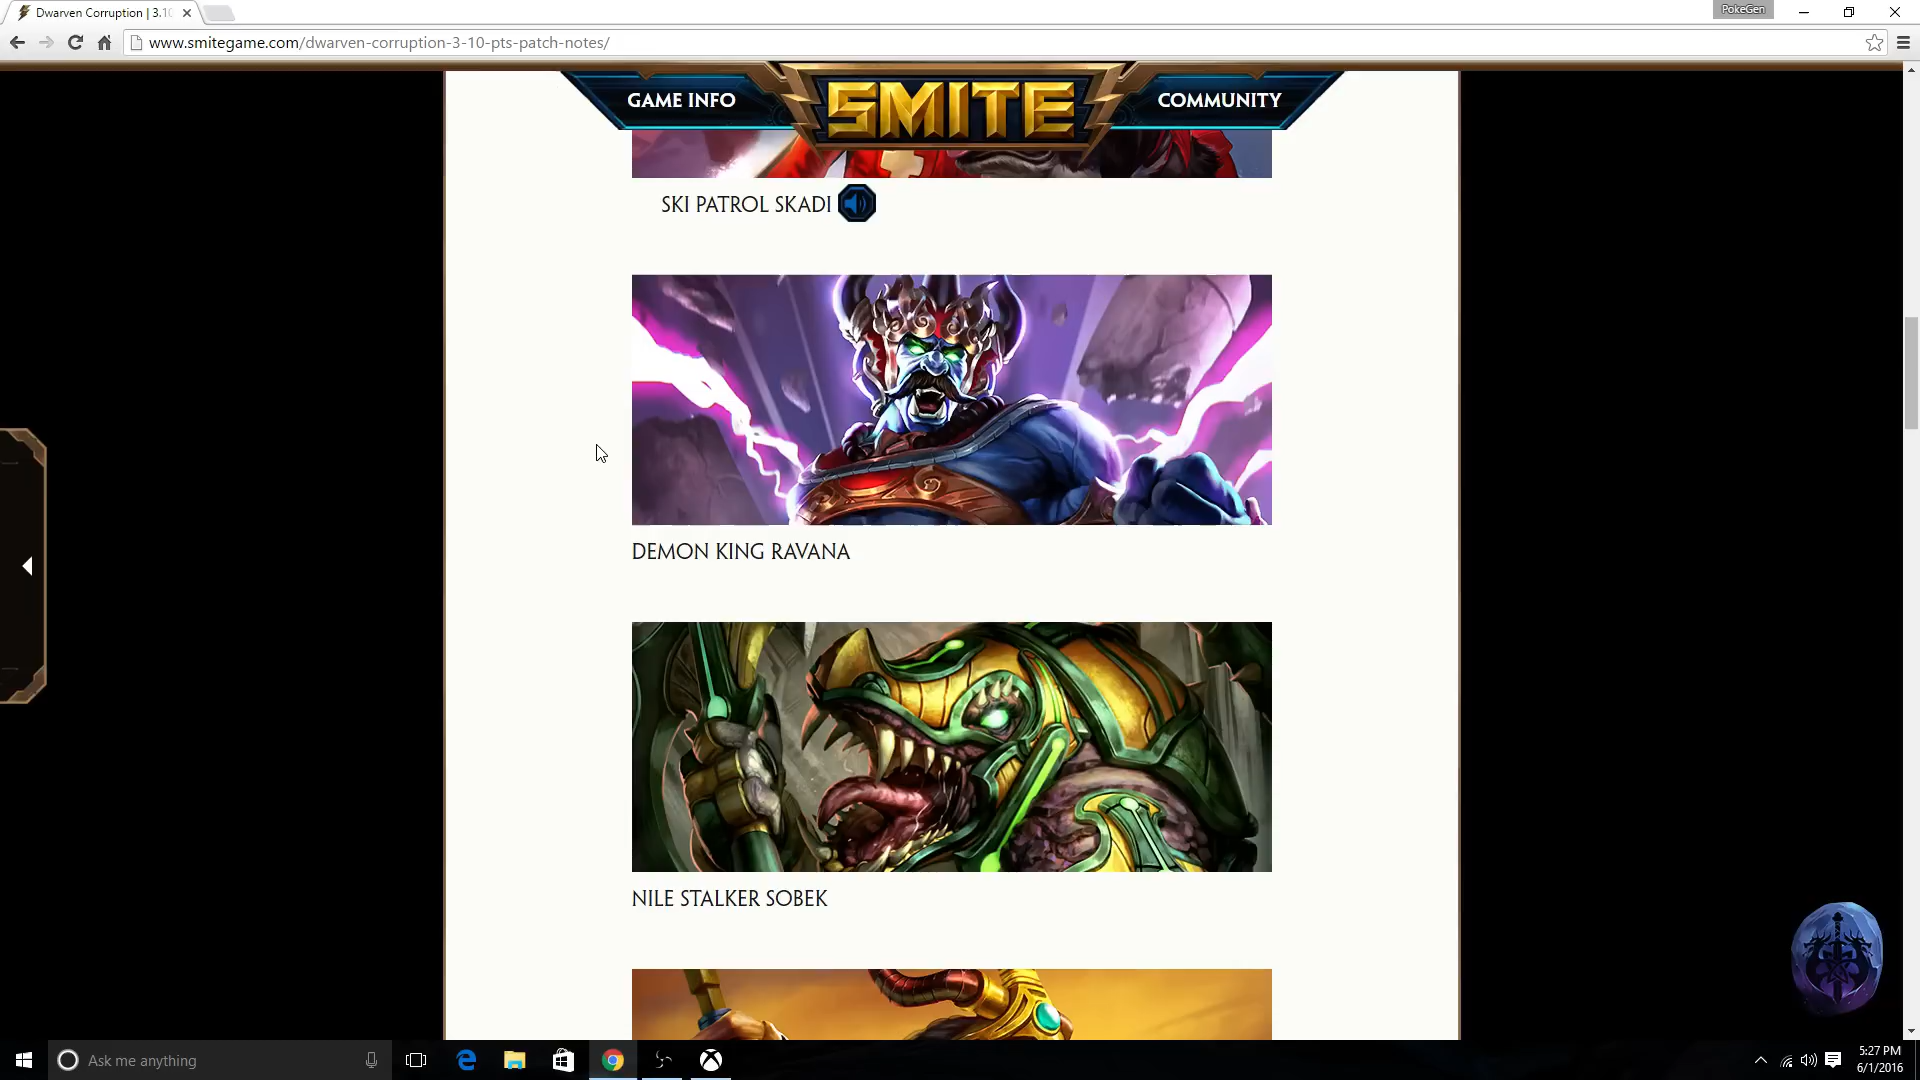 Dwarven Corruption | 3.10
PokeGen
www.smitegame.com/dwarven-corruption-3-10-pts-patch-notes/
GAME INFO
SMITE
COMMUNITY
SKI PATROL SKADI
DEMON KING RAVANA
NILE STALKER SOBEK
Ask me anything
5:27 PM
6/1/2016